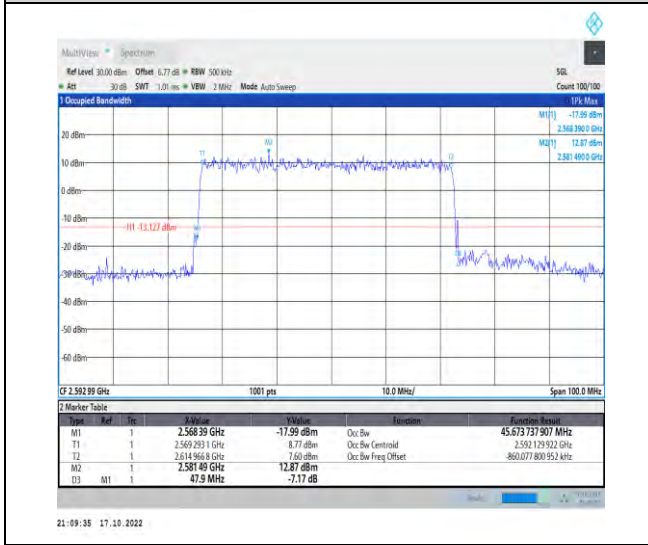 MultiView Spectrum
Ref Level 30.00 dBm Offset 6.77 dB RBW 500 kHz SGL
Att 30 dB SWT 1.01 ms VBW 2 MHz Mode Auto Sweep Count 100/100
1 Occupied Bandwidth 1Pk Max
M1[1] -17.99 dBm
2.568 390 0 GHz
M2[1] 12.87 dBm
2.581 490 0 GHz
20 dBm
10 dBm
0 dBm
-10 dBm
H1 -13.127 dBm
-20 dBm
-30 dBm
-40 dBm
-50 dBm
-60 dBm
T1
M2
T2
M1
D3
CF 2.592 99 GHz 1001 pts 10.0 MHz/ Span 100.0 MHz
2 Marker Table
Type Ref Trc X-Value Y-Value Function Function Result
M1 1 2.568 39 GHz -17.99 dBm Occ Bw 45.673 737 907 MHz
T1 1 2.569 293 1 GHz 8.77 dBm Occ Bw Centroid 2.592 129 922 GHz
T2 1 2.614 966 8 GHz 7.60 dBm Occ Bw Freq Offset -860.077 800 952 kHz
M2 1 2.581 49 GHz 12.87 dBm
D3 M1 1 47.9 MHz -7.17 dB
21:09:35 17.10.2022